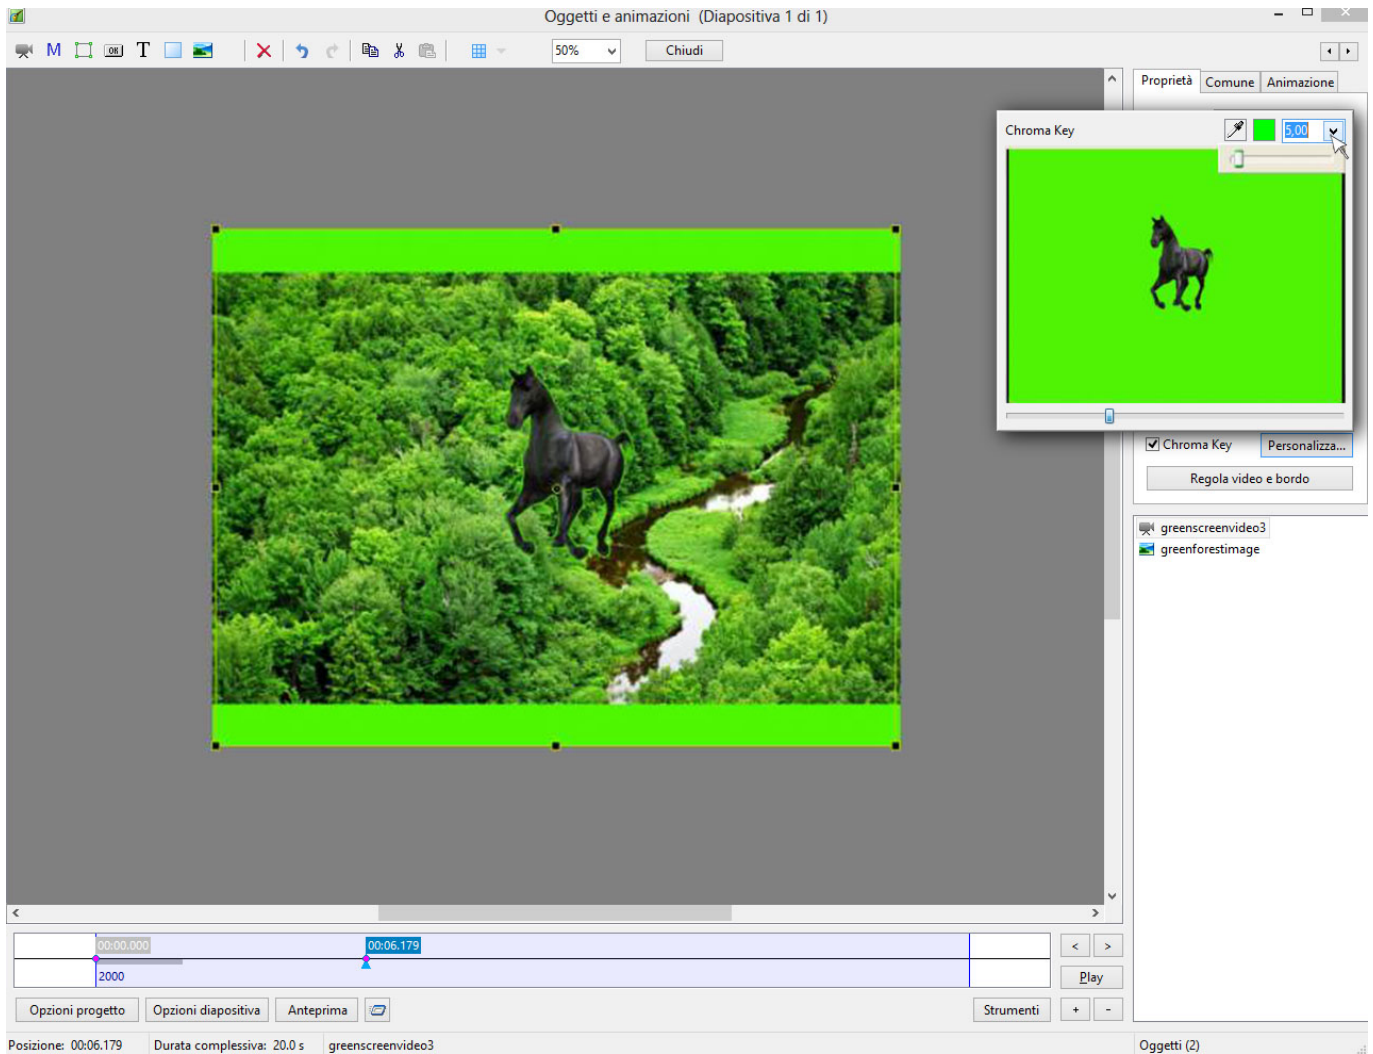 Oggetti e animazioni  (Diapositiva 1 di 1)
M OK T 50% Chiudi
Proprietà Comune Animazione
Chroma Key 5,00
Chroma Key Personalizza...
Regola video e bordo
greenscreenvideo3
greenforestimage
00:00.000 00:06.179
2000
< >
Play
Opzioni progetto Opzioni diapositiva Anteprima Strumenti + -
Posizione: 00:06.179 Durata complessiva: 20.0 s greenscreenvideo3 Oggetti (2)